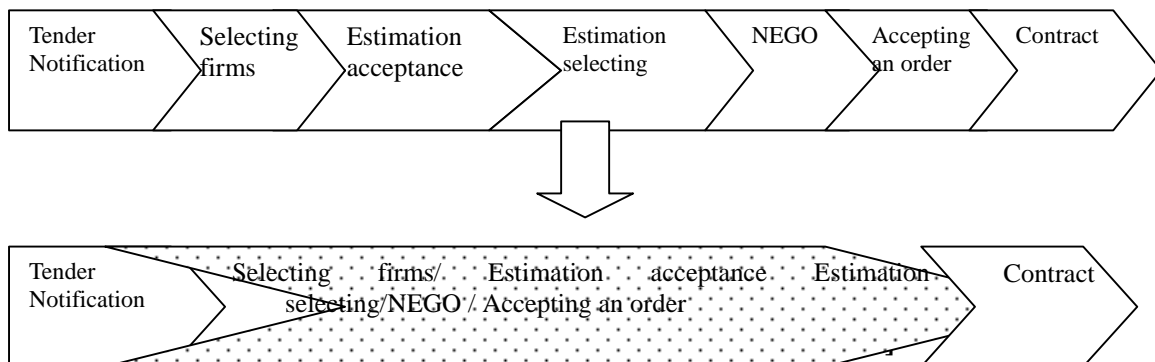 Tender
Notification
Selecting
firms
Estimation
acceptance
Estimation
selecting
NEGO
Accepting
an order
Contract
Tender
Notification
Selecting firms/ Estimation acceptance Estimation
selecting/NEGO / Accepting an order
Contract